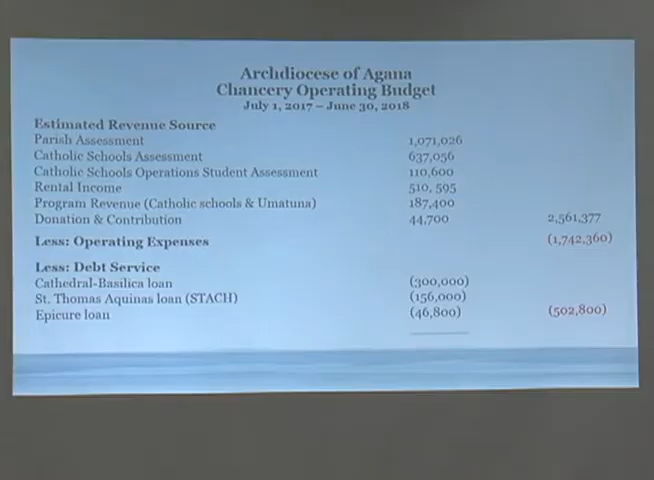 Archdiocese of Agana
Chancery Operating Budget
July 1, 2017 – June 30, 2018
Estimated Revenue Source
Parish Assessment 1,071,026
Catholic Schools Assessment 637,056
Catholic Schools Operations Student Assessment 110,600
Rental Income 510, 595
Program Revenue (Catholic schools & Umatuna) 187,400
Donation & Contribution 44,700 2,561,377
Less: Operating Expenses (1,742,360)
Less: Debt Service
Cathedral-Basilica loan (300,000)
St. Thomas Aquinas loan (STACH) (156,000)
Epicure loan (46,800) (502,800)